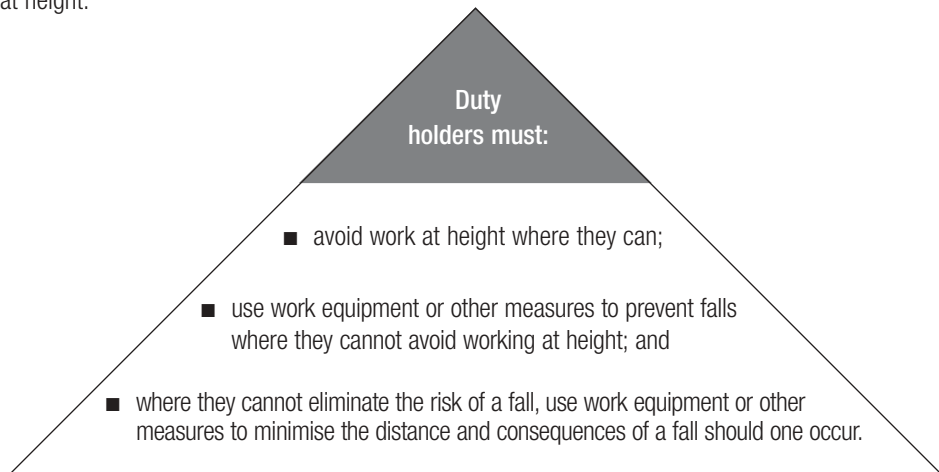 at height.
Duty
holders must:
■ avoid work at height where they can;
■ use work equipment or other measures to prevent falls
where they cannot avoid working at height; and
■ where they cannot eliminate the risk of a fall, use work equipment or other
measures to minimise the distance and consequences of a fall should one occur.